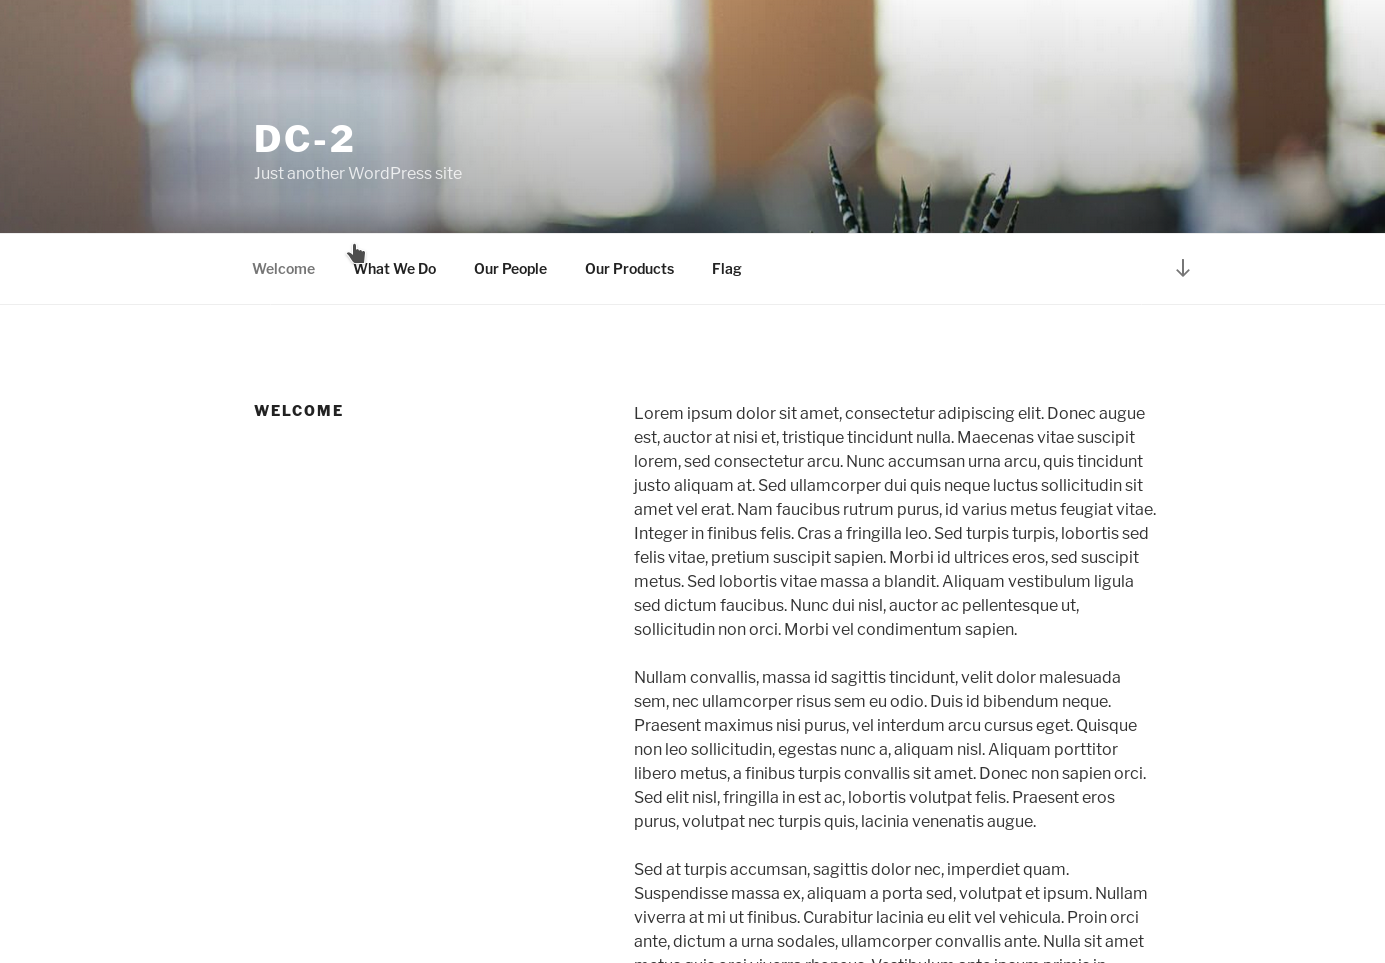 DC-2
Just another WordPress site
Welcome What We Do Our People Our Products Flag
WELCOME
Lorem ipsum dolor sit amet, consectetur adipiscing elit. Donec augue
est, auctor at nisi et, tristique tincidunt nulla. Maecenas vitae suscipit
lorem, sed consectetur arcu. Nunc accumsan urna arcu, quis tincidunt
justo aliquam at. Sed ullamcorper dui quis neque luctus sollicitudin sit
amet vel erat. Nam faucibus rutrum purus, id varius metus feugiat vitae.
Integer in finibus felis. Cras a fringilla leo. Sed turpis turpis, lobortis sed
felis vitae, pretium suscipit sapien. Morbi id ultrices eros, sed suscipit
metus. Sed lobortis vitae massa a blandit. Aliquam vestibulum ligula
sed dictum faucibus. Nunc dui nisl, auctor ac pellentesque ut,
sollicitudin non orci. Morbi vel condimentum sapien.
Nullam convallis, massa id sagittis tincidunt, velit dolor malesuada
sem, nec ullamcorper risus sem eu odio. Duis id bibendum neque.
Praesent maximus nisi purus, vel interdum arcu cursus eget. Quisque
non leo sollicitudin, egestas nunc a, aliquam nisl. Aliquam porttitor
libero metus, a finibus turpis convallis sit amet. Donec non sapien orci.
Sed elit nisl, fringilla in est ac, lobortis volutpat felis. Praesent eros
purus, volutpat nec turpis quis, lacinia venenatis augue.
Sed at turpis accumsan, sagittis dolor nec, imperdiet quam.
Suspendisse massa ex, aliquam a porta sed, volutpat et ipsum. Nullam
viverra at mi ut finibus. Curabitur lacinia eu elit vel vehicula. Proin orci
ante, dictum a urna sodales, ullamcorper convallis ante. Nulla sit amet